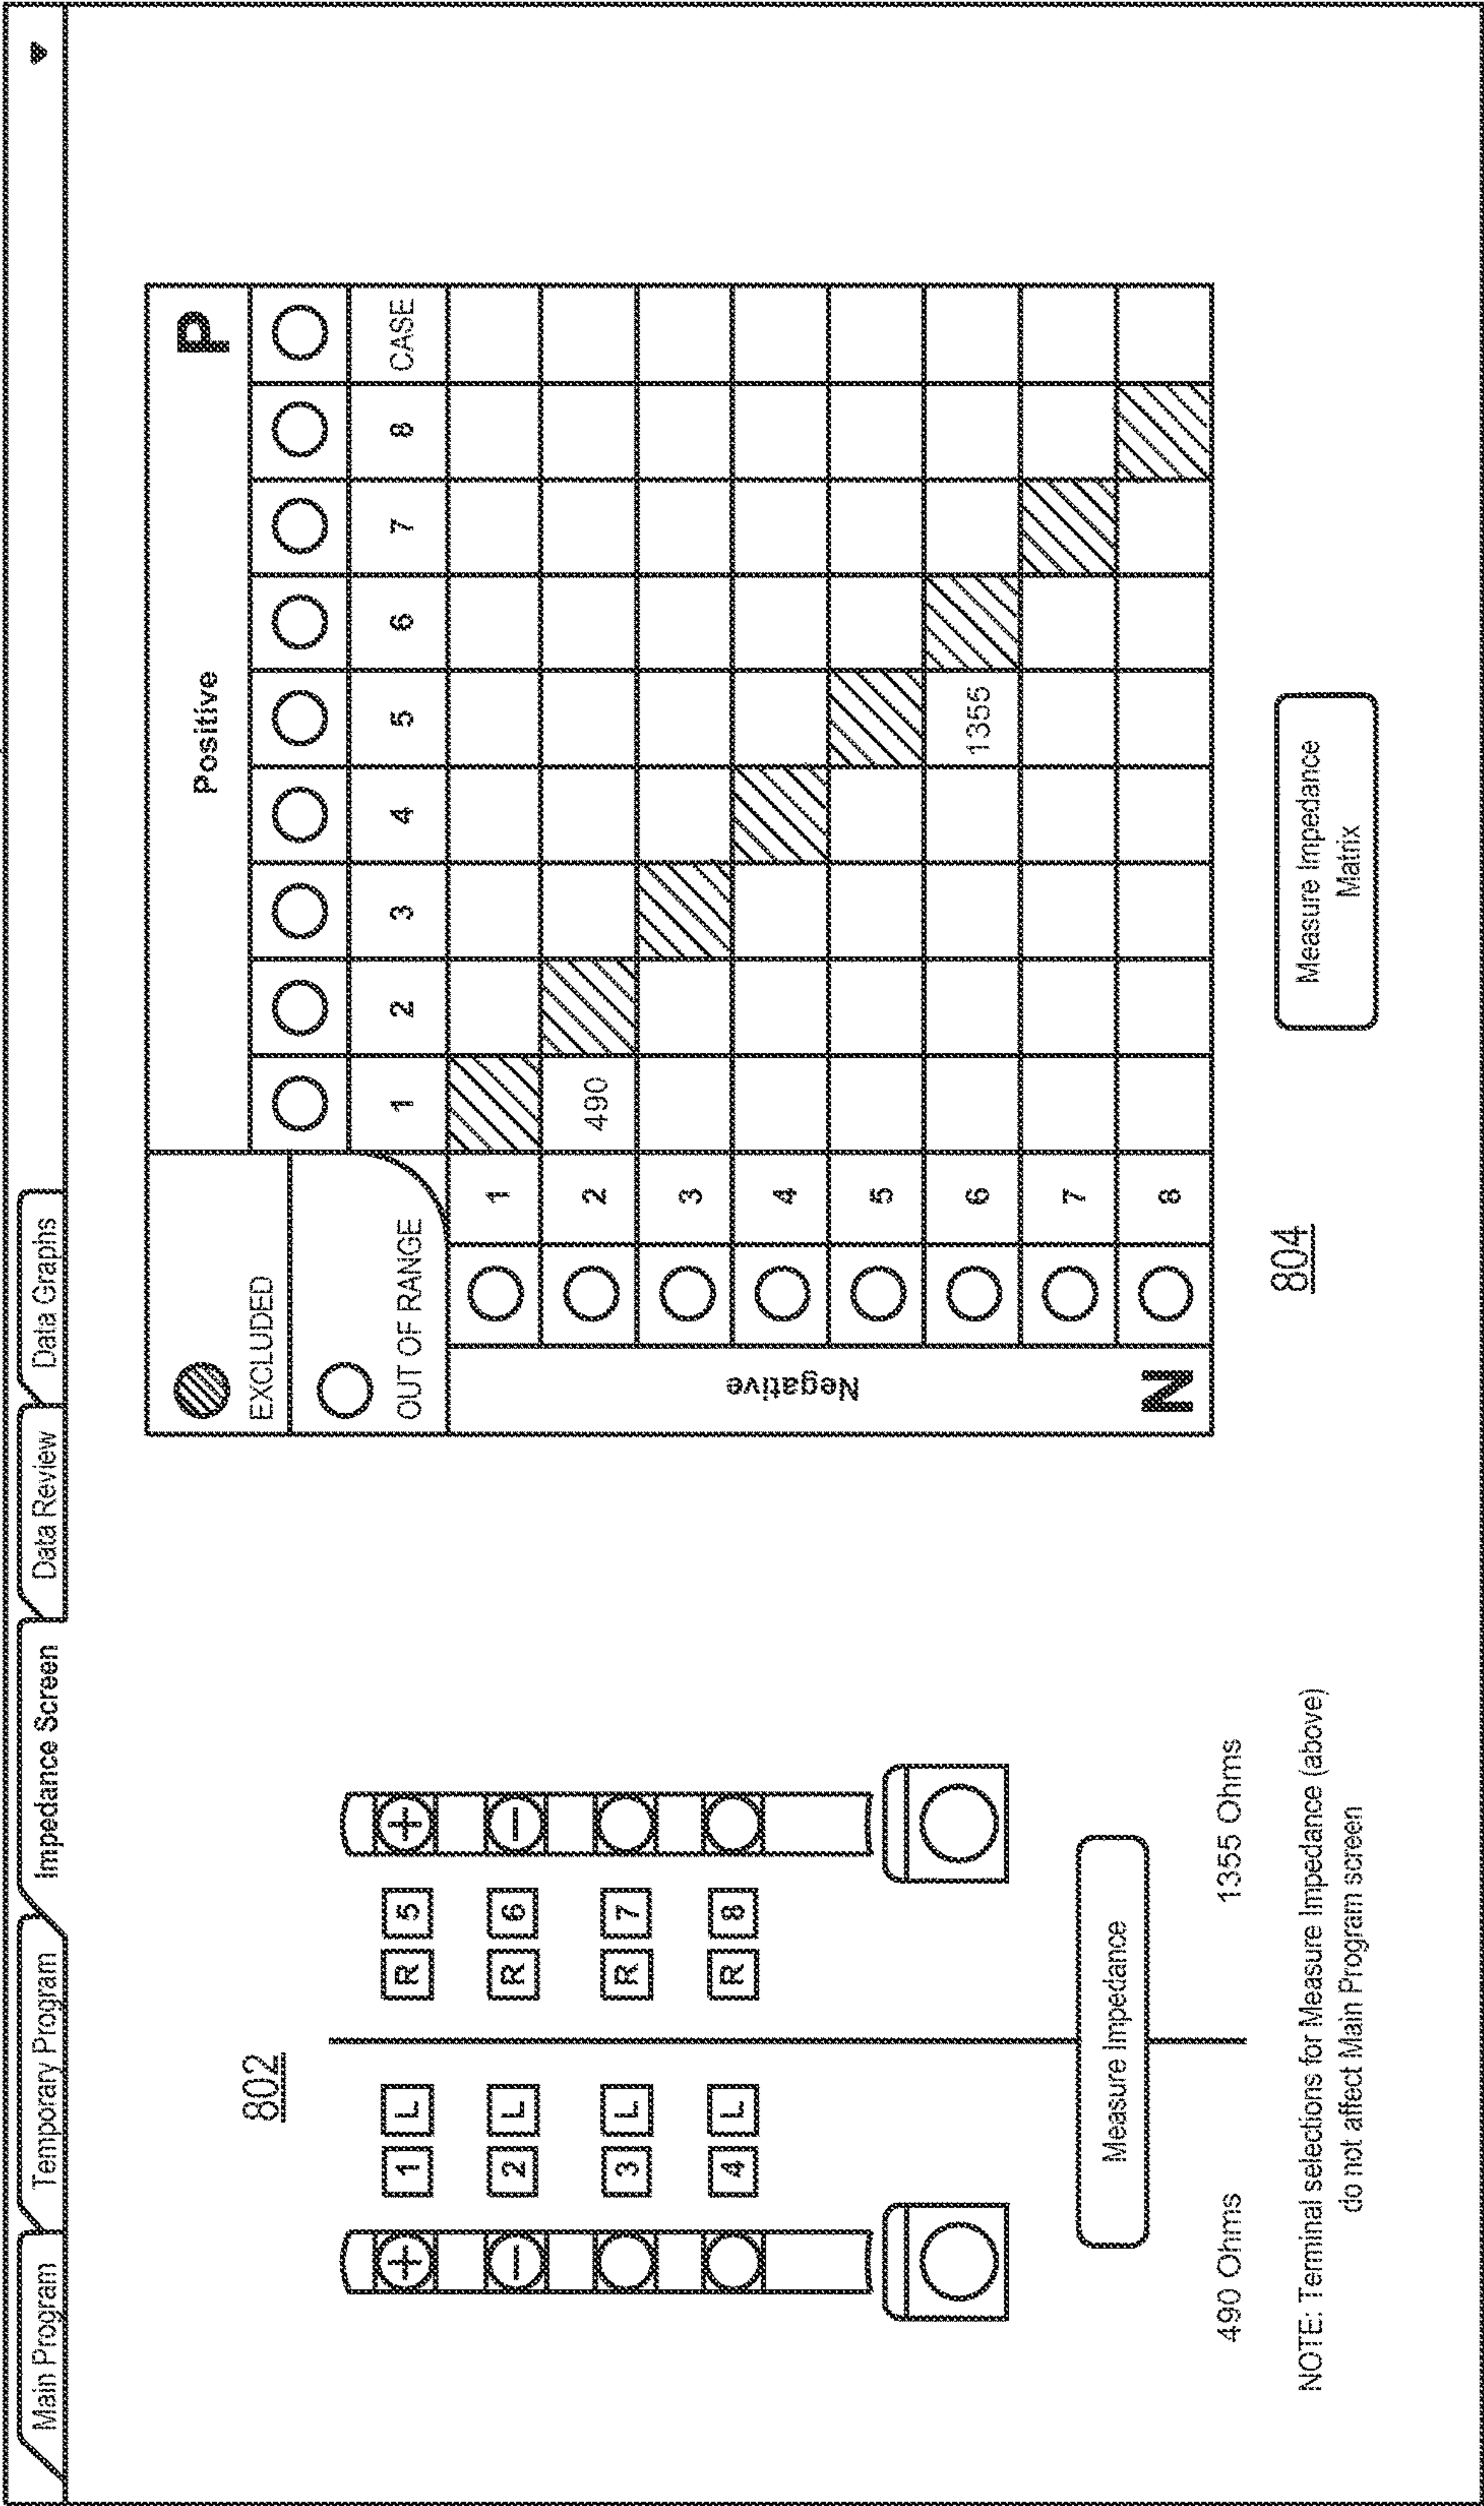 Main Program
Temporary Program
Impedance Screen
Data Review
Data Graphs
802
1 L R 5
2 L R 6
3 L R 7
4 L R 8
Measure Impedance
490 Ohms
1355 Ohms
NOTE: Terminal selections for Measure Impedance (above)
do not affect Main Program screen
EXCLUDED
OUT OF RANGE
Positive
P
1 2 3 4 5 6 7 8 CASE
Negative
N
1
2 490
3
4
5
6 1355
7
8
804
Measure Impedance
Matrix